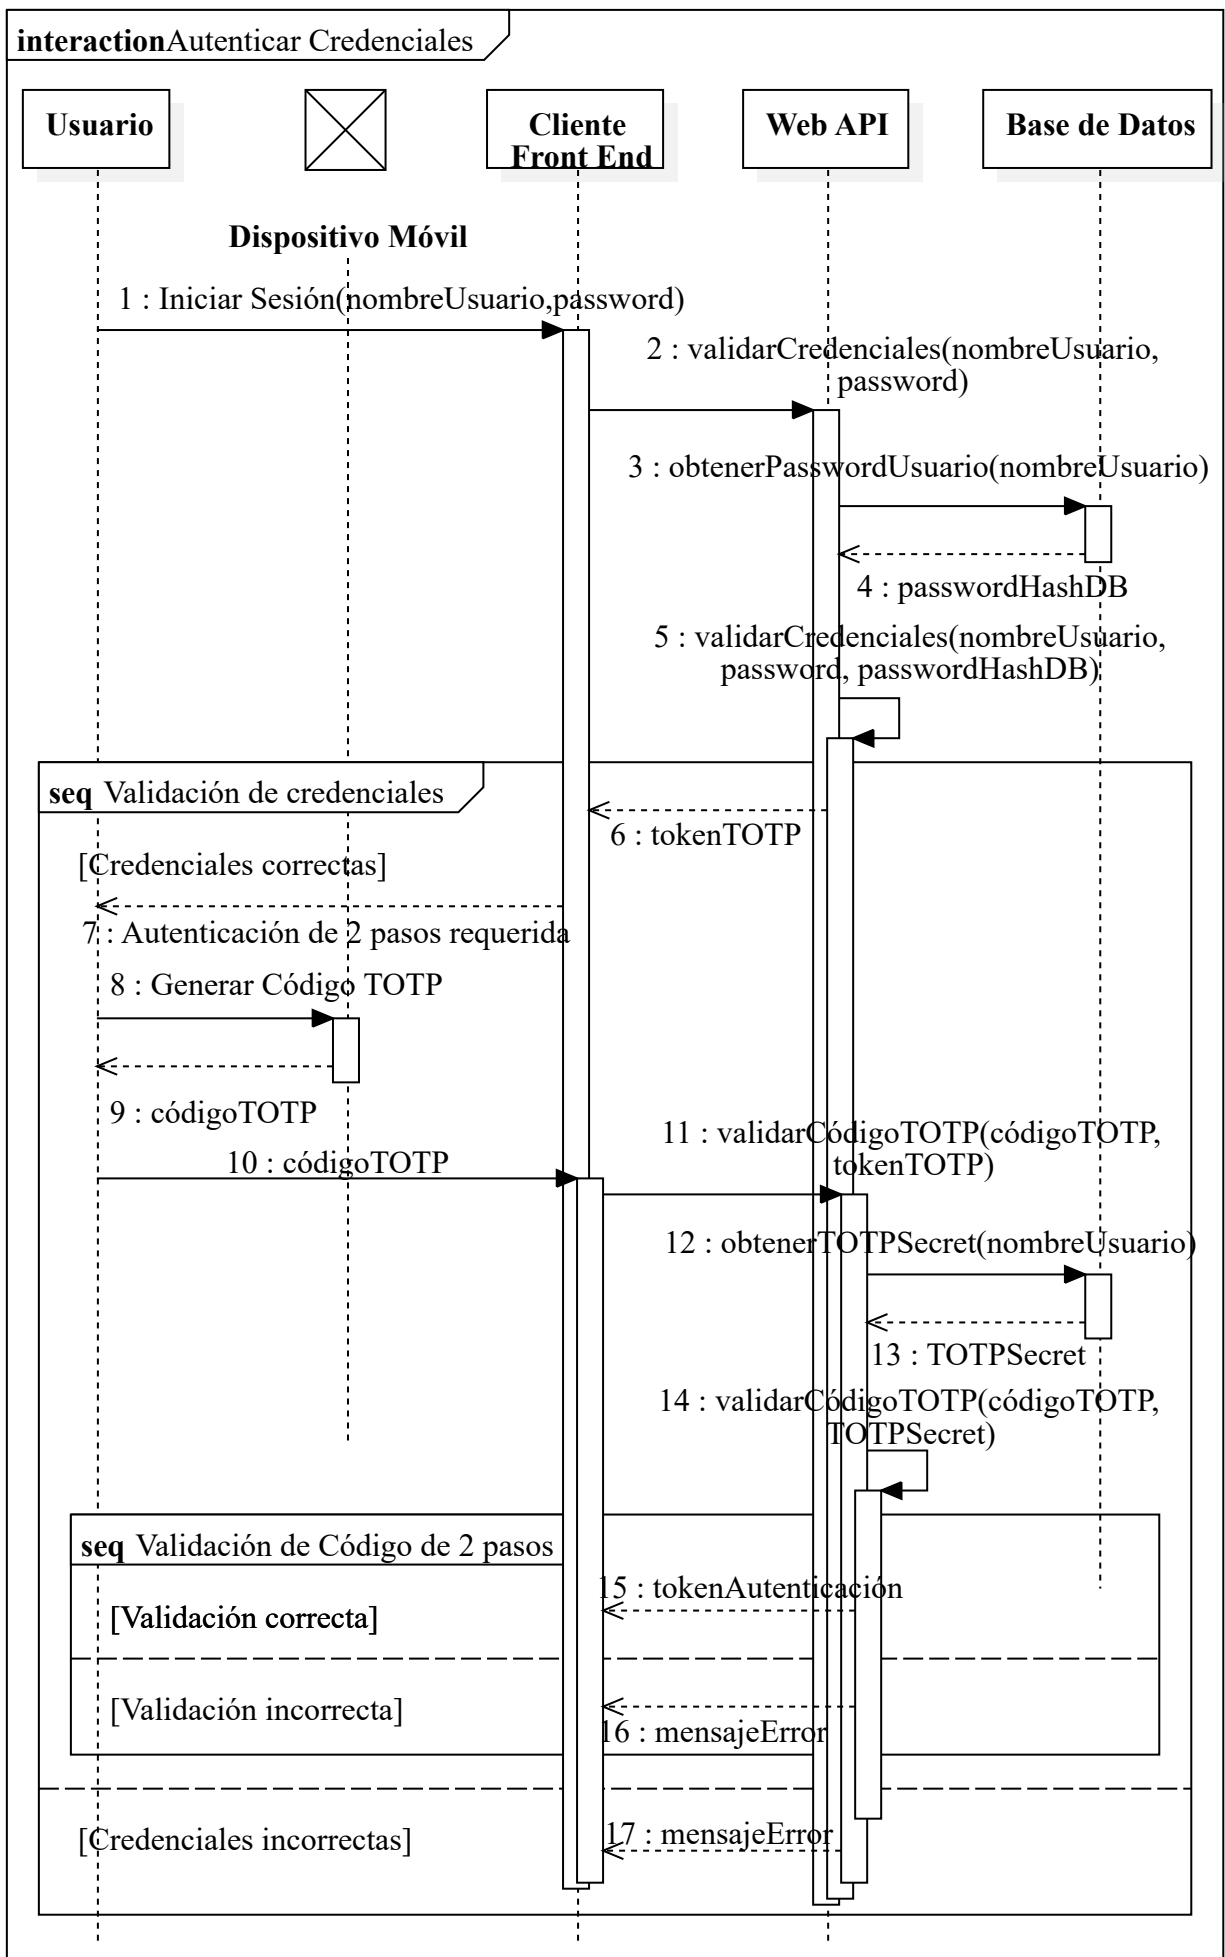 interactionAutenticar Credenciales
Usuario
Cliente
Front End
Web API
Base de Datos
Dispositivo Móvil
1 : Iniciar Sesión(nombreUsuario,password)
2 : validarCredenciales(nombreUsuario,
password)
3 : obtenerPasswordUsuario(nombreUsuario)
4 : passwordHashDB
5 : validarCredenciales(nombreUsuario,
password, passwordHashDB)
seq Validación de credenciales
6 : tokenTOTP
[Credenciales correctas]
7 : Autenticación de 2 pasos requerida
8 : Generar Código TOTP
9 : códigoTOTP
11 : validarCódigoTOTP(códigoTOTP,
tokenTOTP)
10 : códigoTOTP
12 : obtenerTOTPSecret(nombreUsuario)
13 : TOTPSecret
14 : validarCódigoTOTP(códigoTOTP,
TOTPSecret)
seq Validación de Código de 2 pasos
15 : tokenAutenticación
[Validación correcta]
[Validación incorrecta]
16 : mensajeError
17 : mensajeError
[Credenciales incorrectas]